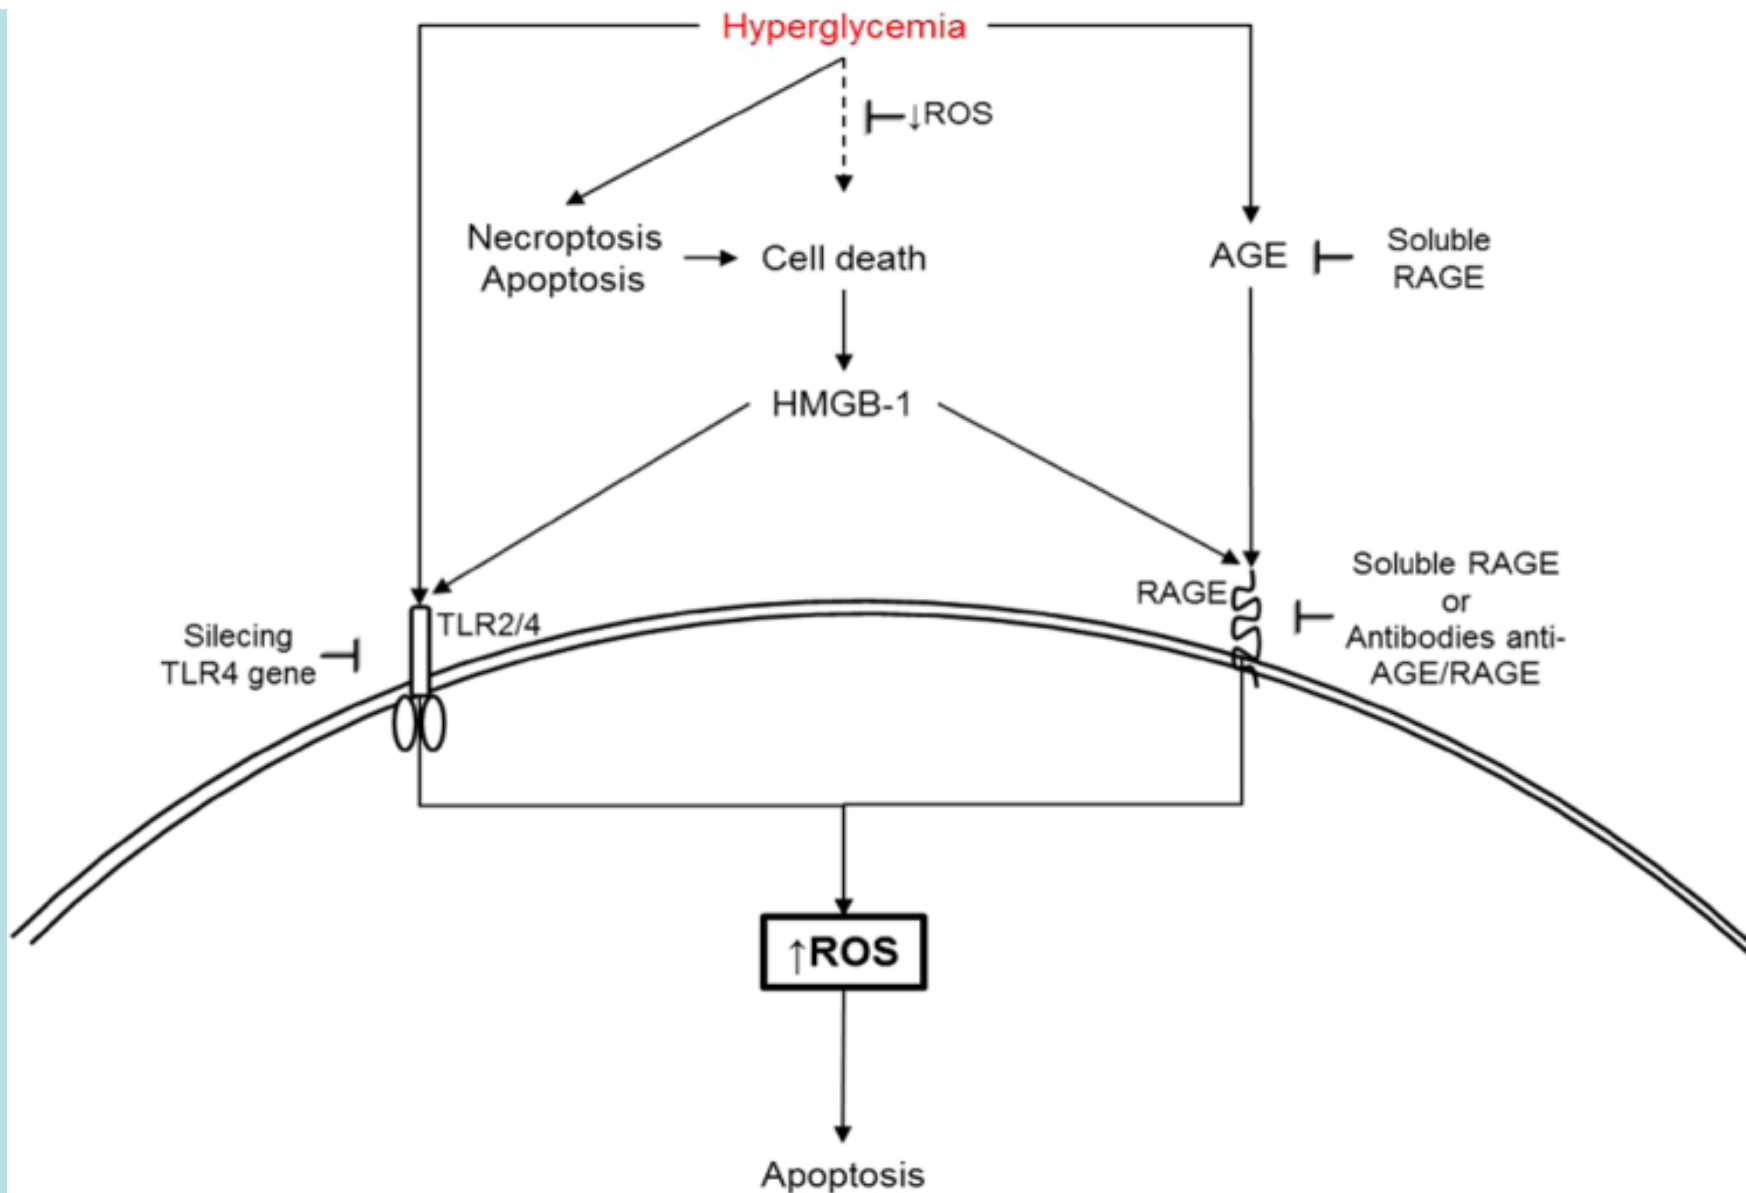 Hyperglycemia
↓ROS
Necroptosis
Apoptosis
Cell death
AGE
Soluble
RAGE
HMGB-1
Silecing
TLR4 gene
TLR2/4
RAGE
Soluble RAGE
or
Antibodies anti-
AGE/RAGE
↑ROS
Apoptosis